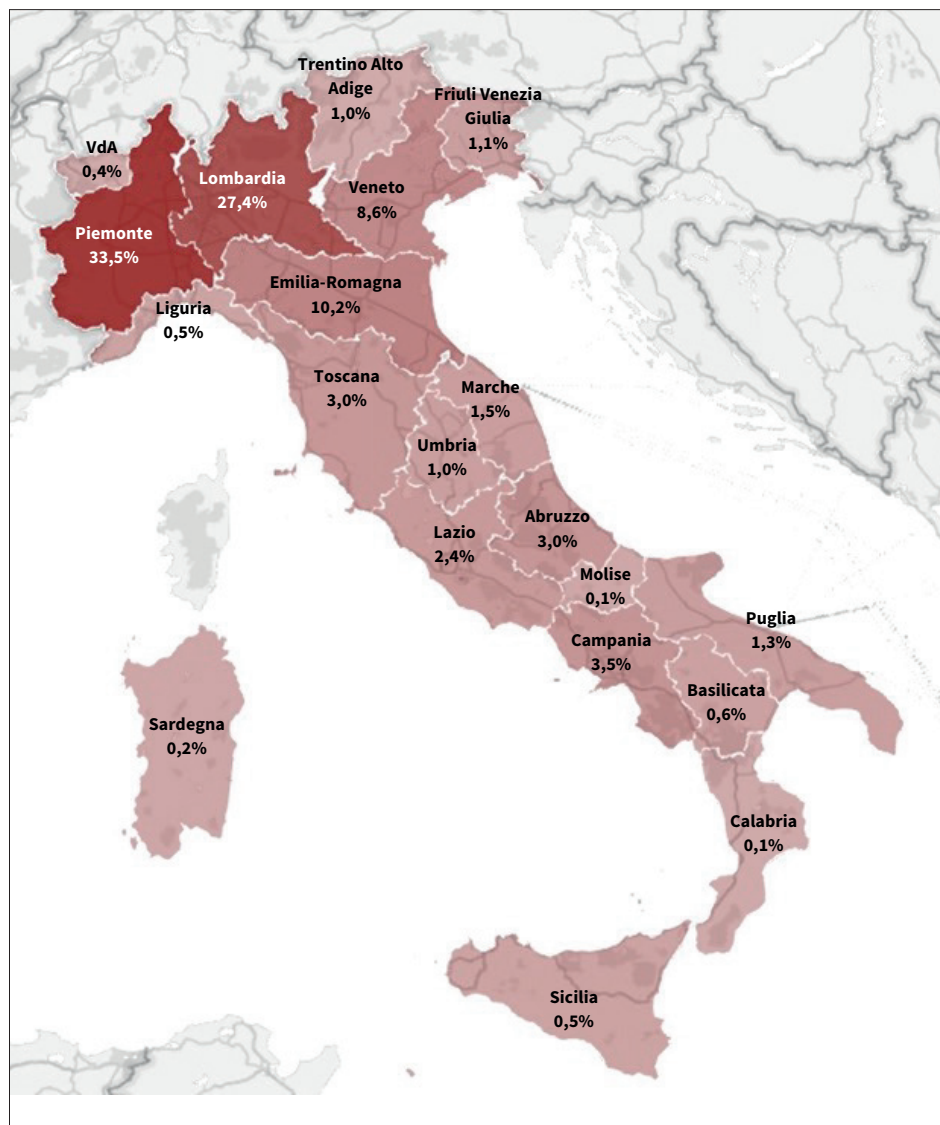 Trentino Alto
Adige
1,0%
Friuli Venezia
Giulia
1,1%
VdA
0,4%
Lombardia
27,4%
Veneto
8,6%
Piemonte
33,5%
Emilia-Romagna
10,2%
Liguria
0,5%
Toscana
3,0%
Marche
1,5%
Umbria
1,0%
Abruzzo
3,0%
Lazio
2,4%
Molise
0,1%
Puglia
1,3%
Campania
3,5%
Basilicata
0,6%
Sardegna
0,2%
Calabria
0,1%
Sicilia
0,5%